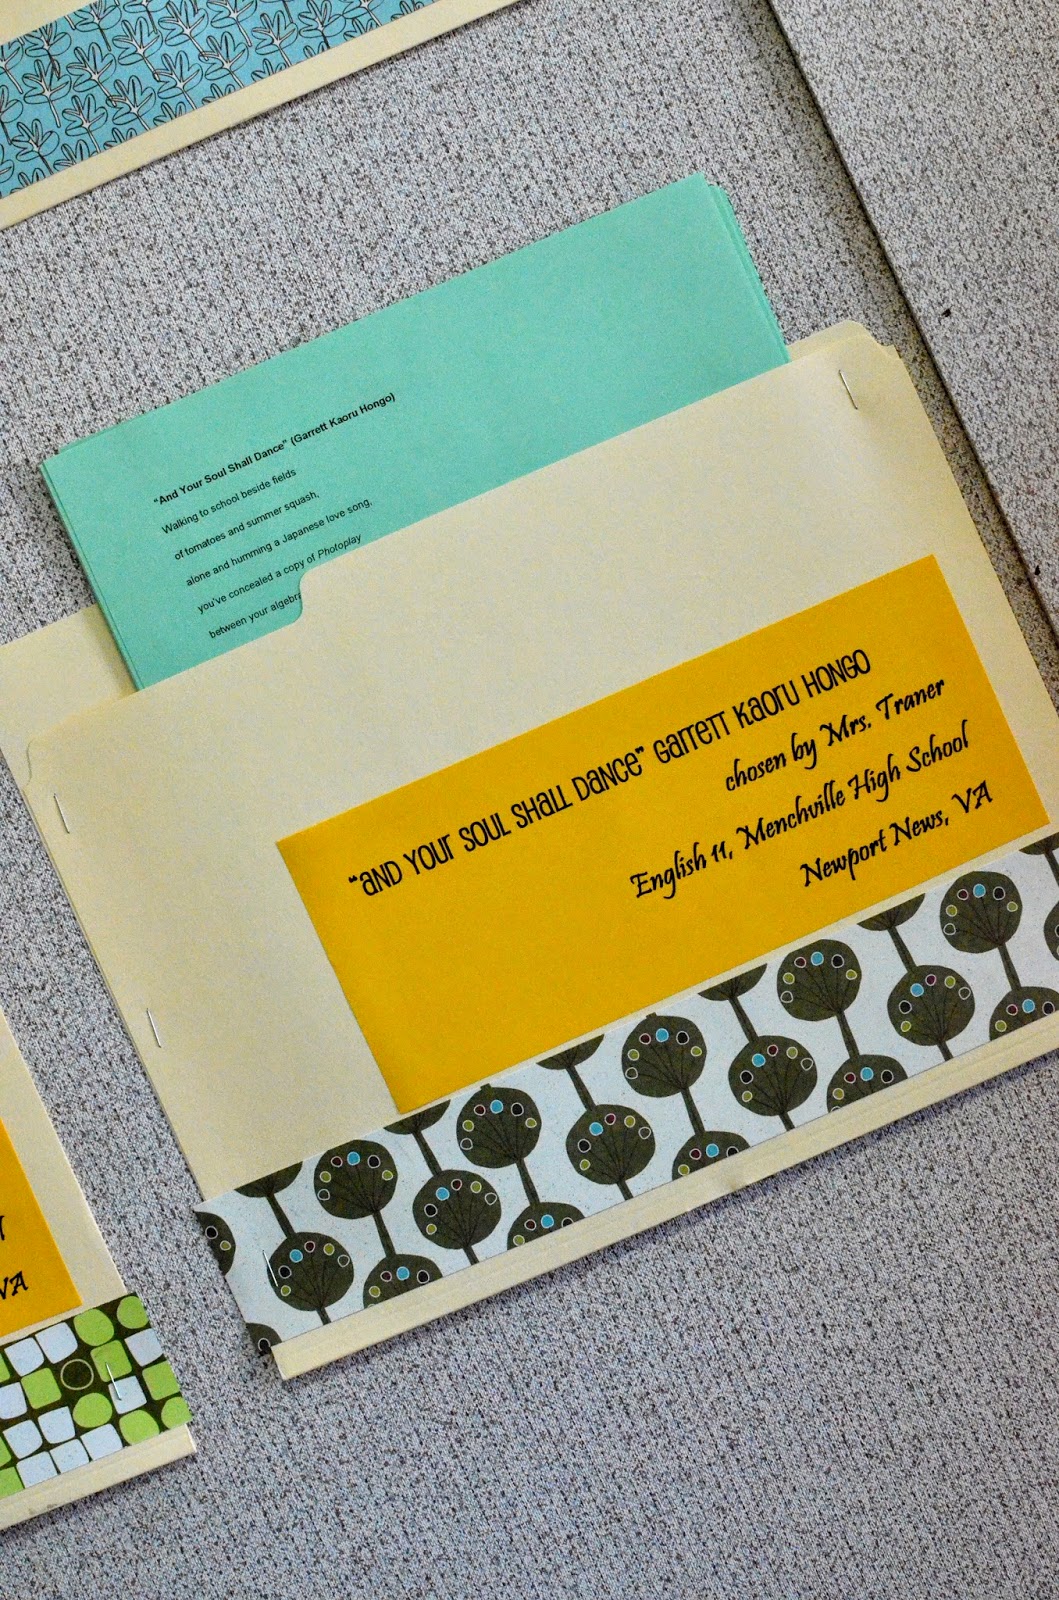 "And Your Soul Shall Dance" (Garrett Kaoru Hongo)
Walking to school beside fields
of tomatoes and summer squash,
alone and humming a Japanese love song,
you've concealed a copy of Photoplay
between your algebra
"AND YOUR SOUL SHALL DANCE" GARRETT KAORU HONGO
chosen by Mrs. Traner
English 11, Menchville High School
Newport News, VA
VA